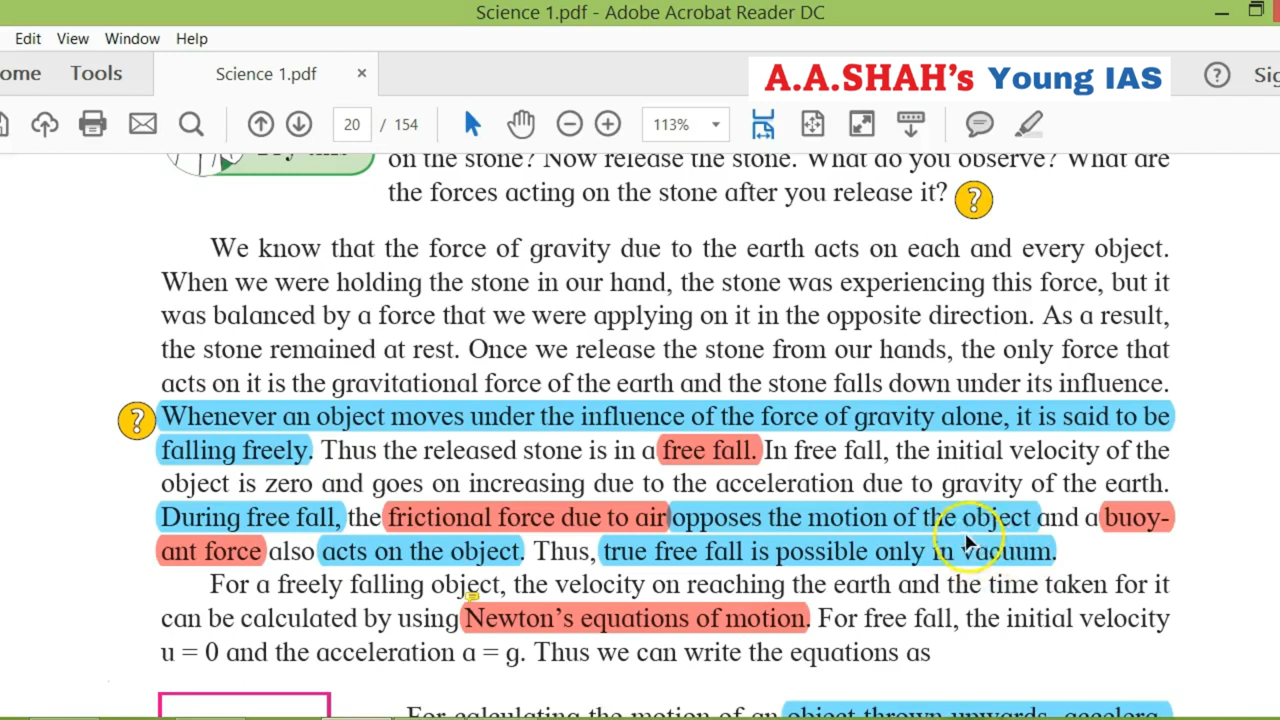 Science 1.pdf - Adobe Acrobat Reader DC
Edit View Window Help
ome Tools Science 1.pdf × A.A.SHAH's Young IAS ? Sig
20 / 154 113%
on the stone? Now release the stone. What do you observe? What are
the forces acting on the stone after you release it? ?
We know that the force of gravity due to the earth acts on each and every object.
When we were holding the stone in our hand, the stone was experiencing this force, but it
was balanced by a force that we were applying on it in the opposite direction. As a result,
the stone remained at rest. Once we release the stone from our hands, the only force that
acts on it is the gravitational force of the earth and the stone falls down under its influence.
? Whenever an object moves under the influence of the force of gravity alone, it is said to be
falling freely. Thus the released stone is in a free fall. In free fall, the initial velocity of the
object is zero and goes on increasing due to the acceleration due to gravity of the earth.
During free fall, the frictional force due to air opposes the motion of the object and a buoy-
ant force also acts on the object. Thus, true free fall is possible only in vacuum.
For a freely falling object, the velocity on reaching the earth and the time taken for it
can be calculated by using Newton's equations of motion. For free fall, the initial velocity
u = 0 and the acceleration a = g. Thus we can write the equations as
For calculating the motion of an object thrown upwards, accelera-